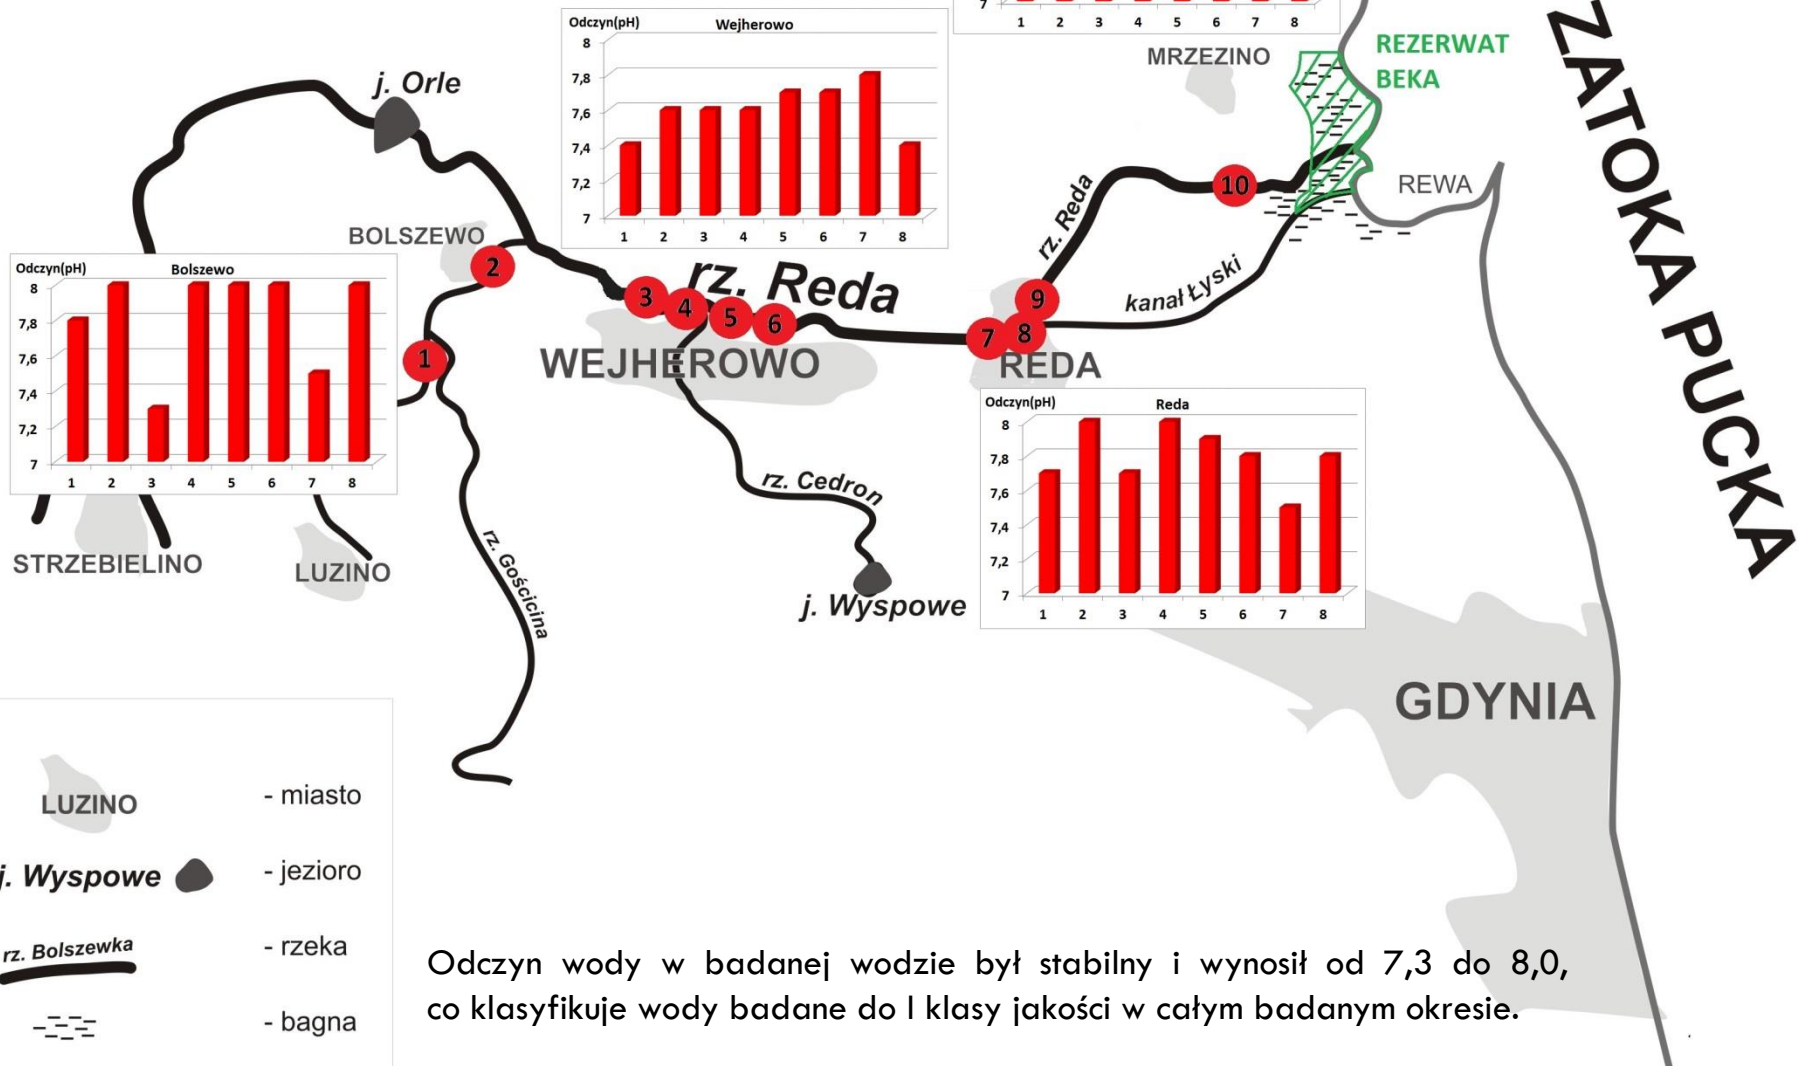 7
1 2 3 4 5 6 7 8
Odczyn(pH)
Wejherowo
8
7,8
7,6
7,4
7,2
7
1 2 3 4 5 6 7 8
MRZEZINO
REZERWAT
BEKA
ZATOKA PUCKA
j. Orle
REWA
10
rz. Reda
BOLSZEWO
2
Odczyn(pH)
Bolszewo
8
7,8
7,6
7,4
7,2
7
1 2 3 4 5 6 7 8
1
rz. Reda
3
4
5
6
WEJHEROWO
kanał Łyski
9
8
7
REDA
Odczyn(pH)
Reda
8
7,8
7,6
7,4
7,2
7
1 2 3 4 5 6 7 8
rz. Cedron
j. Wyspowe
rz. Gościcina
STRZEBIELINO
LUZINO
GDYNIA
LUZINO
- miasto
j. Wyspowe
- jezioro
rz. Bolszewka
- rzeka
- bagna
Odczyn wody w badanej wodzie był stabilny i wynosił od 7,3 do 8,0,
co klasyfikuje wody badane do I klasy jakości w całym badanym okresie.